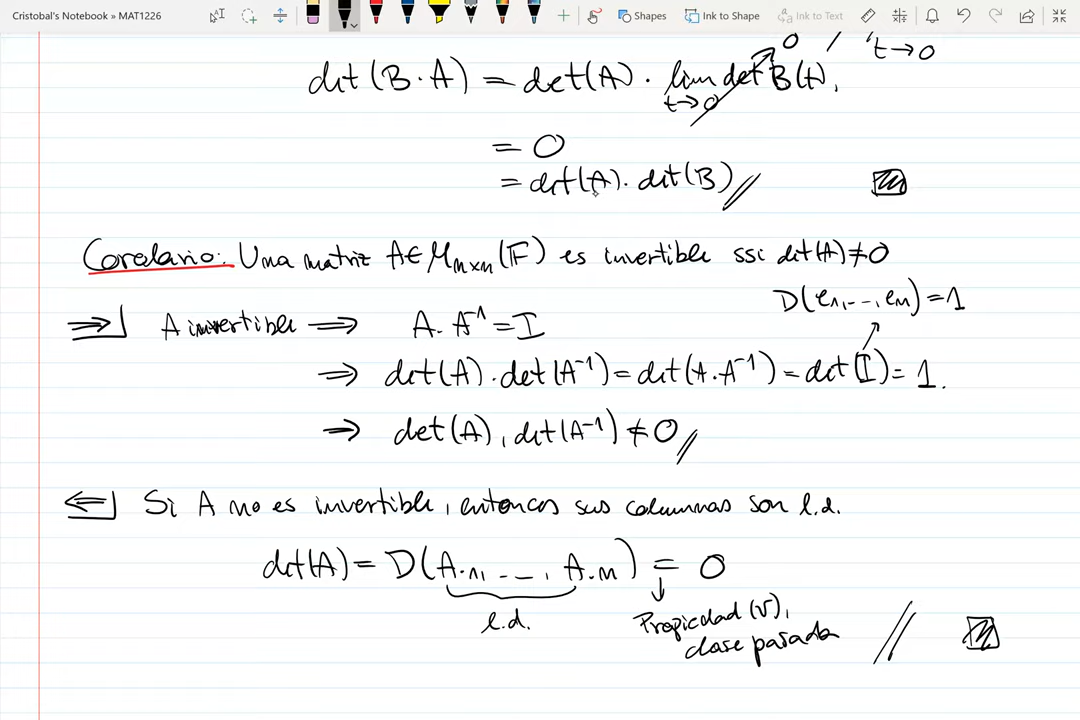 Cristobal's Notebook » MAT1226
Shapes
Ink to Shape
Ink to Text
0 / t→0
det(B·A) = det(A) · lim det B(t),
t→0
= 0
= det(A)· det(B)//
Corolario: Una matriz A∈M_{n×n}(F) es invertible ssi det(A)≠0
D(e₁,--,e_n)=1
⇒] A invertible ⇒ A·A⁻¹=I
⇒ det(A)·det(A⁻¹)=det(A·A⁻¹)=det(I)=1.
⇒ det(A), det(A⁻¹) ≠0//
⇐] Si A no es invertible, entonces sus columnas son l.d.
det(A)= D(A.₁, -–, A.n) = 0
l.d.
Propiedad (v),
clase pasada //